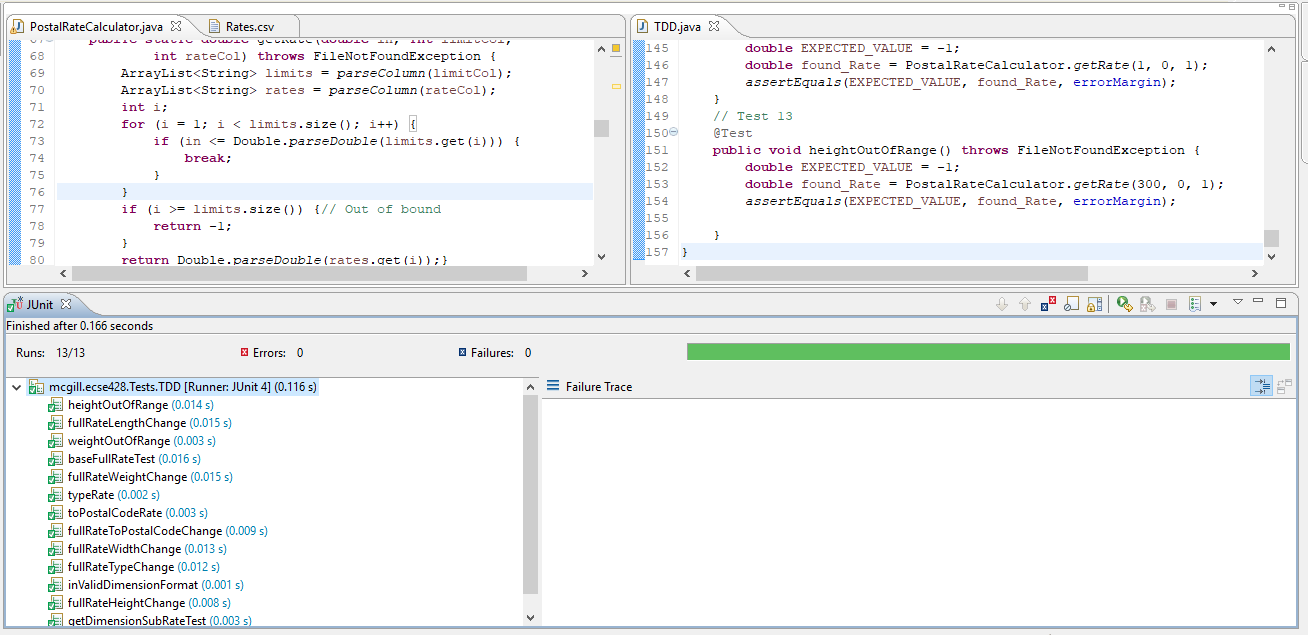 PostalRateCalculator.java
Rates.csv
67 public static double getRate(double in, int limitCol,
68 int rateCol) throws FileNotFoundException {
69 ArrayList<String> limits = parseColumn(limitCol);
70 ArrayList<String> rates = parseColumn(rateCol);
71 int i;
72 for (i = 1; i < limits.size(); i++) {
73 if (in <= Double.parseDouble(limits.get(i))) {
74 break;
75 }
76 }
77 if (i >= limits.size()) {// Out of bound
78 return -1;
79 }
80 return Double.parseDouble(rates.get(i));}
TDD.java
145 double EXPECTED_VALUE = -1;
146 double found_Rate = PostalRateCalculator.getRate(1, 0, 1);
147 assertEquals(EXPECTED_VALUE, found_Rate, errorMargin);
148 }
149 // Test 13
150 @Test
151 public void heightOutOfRange() throws FileNotFoundException {
152 double EXPECTED_VALUE = -1;
153 double found_Rate = PostalRateCalculator.getRate(300, 0, 1);
154 assertEquals(EXPECTED_VALUE, found_Rate, errorMargin);
155
156 }
157 }
JUnit
Finished after 0.166 seconds
Runs: 13/13 Errors: 0 Failures: 0
mcgill.ecse428.Tests.TDD [Runner: JUnit 4] (0.116 s)
heightOutOfRange (0.014 s)
fullRateLengthChange (0.015 s)
weightOutOfRange (0.003 s)
baseFullRateTest (0.016 s)
fullRateWeightChange (0.015 s)
typeRate (0.002 s)
toPostalCodeRate (0.003 s)
fullRateToPostalCodeChange (0.009 s)
fullRateWidthChange (0.013 s)
fullRateTypeChange (0.012 s)
inValidDimensionFormat (0.001 s)
fullRateHeightChange (0.008 s)
getDimensionSubRateTest (0.003 s)
Failure Trace